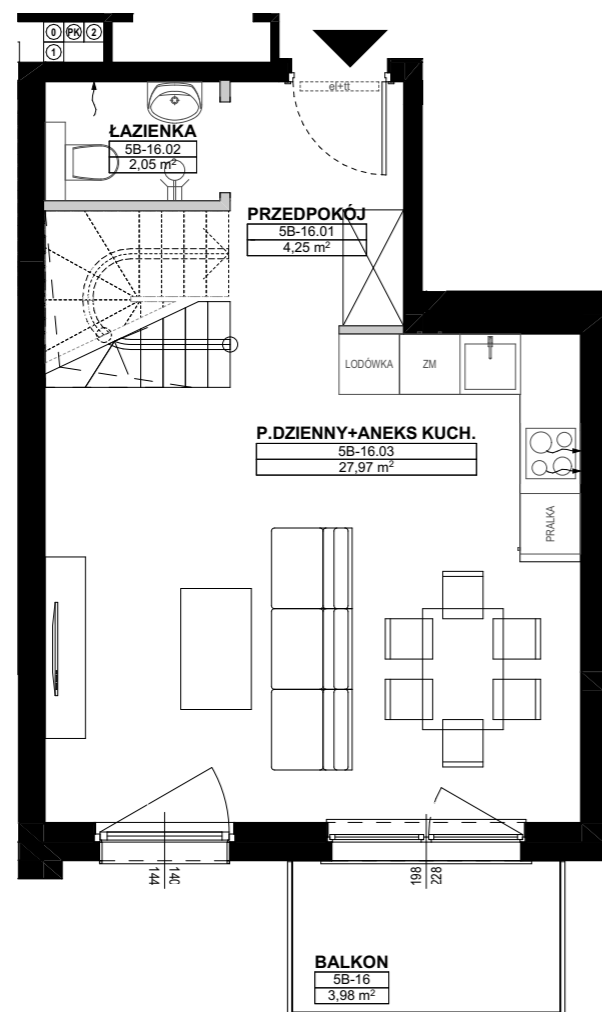 0 PK 2
1
el+tt
ŁAZIENKA
5B-16.02
2,05 m²
PRZEDPOKÓJ
5B-16.01
4,25 m²
LODÓWKA
ZM
P.DZIENNY+ANEKS KUCH.
5B-16.03
27,97 m²
PRALKA
144
140
198
228
BALKON
5B-16
3,98 m²